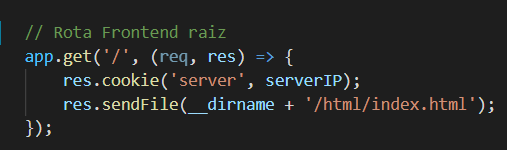 // Rota Frontend raiz
app.get('/', (req, res) => {
    res.cookie('server', serverIP);
    res.sendFile(__dirname + '/html/index.html');
});